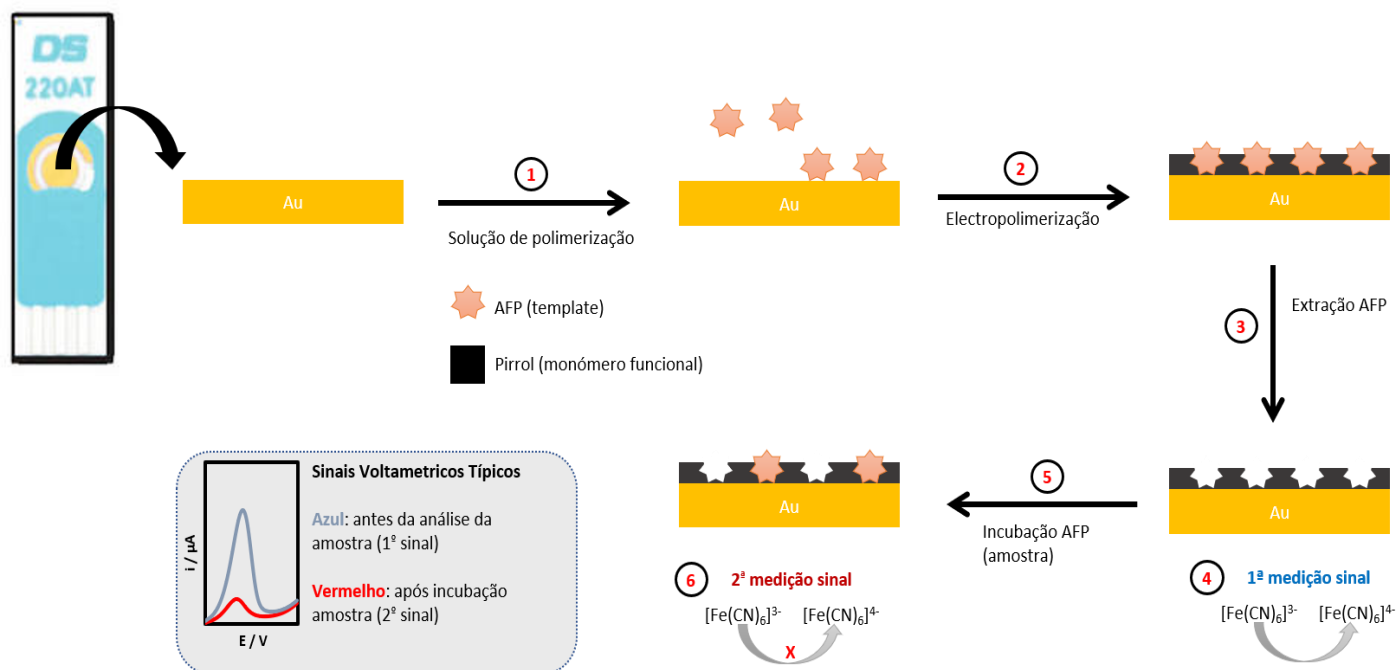 DS
220AT
Au
1
Solução de polimerização
AFP (template)
Pirrol (monómero funcional)
Au
2
Electropolimerização
Au
3
Extração AFP
Au
4
1ª medição sinal
[Fe(CN)₆]³⁻ [Fe(CN)₆]⁴⁻
5
Incubação AFP
(amostra)
Au
6
2ª medição sinal
[Fe(CN)₆]³⁻ [Fe(CN)₆]⁴⁻
X
Sinais Voltametricos Típicos
Azul: antes da análise da
amostra (1º sinal)
Vermelho: após incubação
amostra (2º sinal)
i / µA
E / V